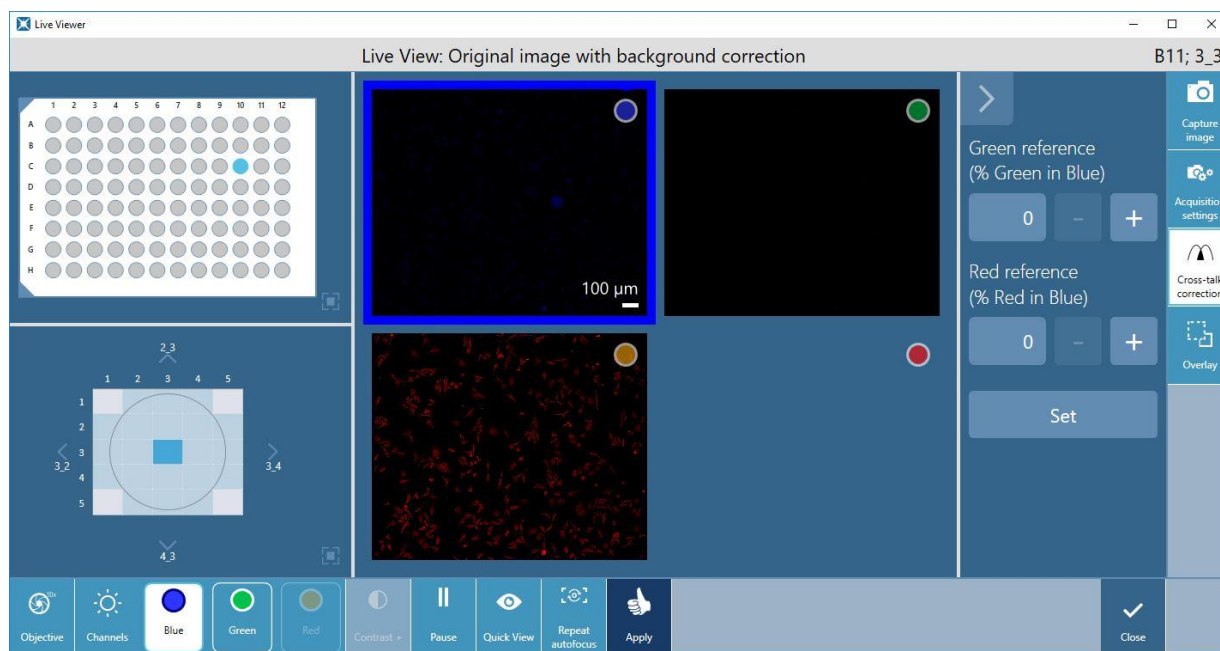 Live Viewer
Live View: Original image with background correction
B11; 3_3
1 2 3 4 5 6 7 8 9 10 11 12
A
B
C
D
E
F
G
H
2_3
1 2 3 4 5
1
2
3
4
5
3_2
3_4
4_3
100 µm
Green reference
(% Green in Blue)
0 - +
Red reference
(% Red in Blue)
0 - +
Set
Capture
image
Acquisition
settings
Cross-talk
correction
Overlay
Objective
Channels
Blue
Green
Red
Contrast +
Pause
Quick View
Repeat
autofocus
Apply
Close